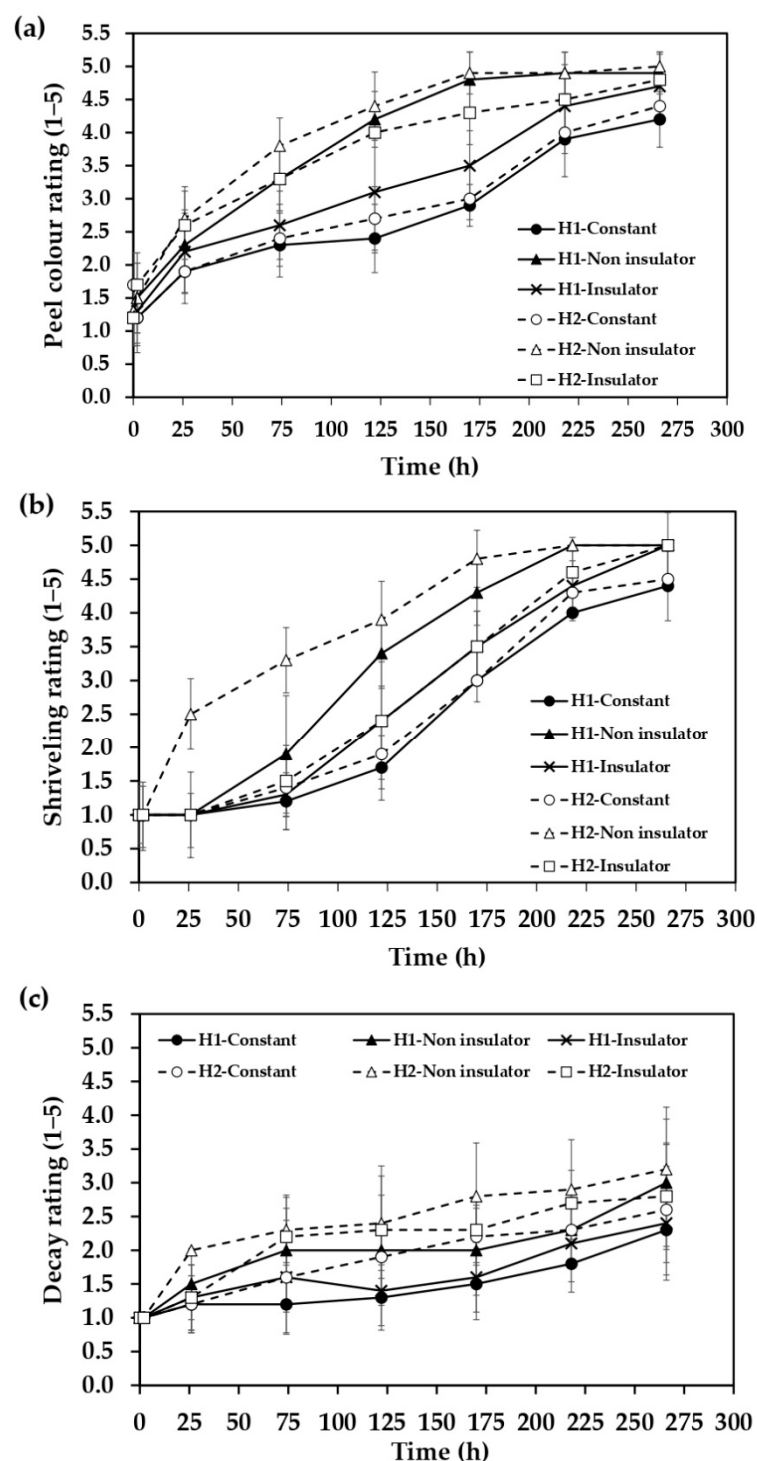 (a)
Peel colour rating (1–5)
5.5
5.0
4.5
4.0
3.5
3.0
2.5
2.0
1.5
1.0
0.5
0.0
H1-Constant
H1-Non insulator
H1-Insulator
H2-Constant
H2-Non insulator
H2-Insulator
0 25 50 75 100 125 150 175 200 225 250 275 300
Time (h)
(b)
Shriveling rating (1–5)
5.5
5.0
4.5
4.0
3.5
3.0
2.5
2.0
1.5
1.0
0.5
0.0
H1-Constant
H1-Non insulator
H1-Insulator
H2-Constant
H2-Non insulator
H2-Insulator
0 25 50 75 100 125 150 175 200 225 250 275 300
Time (h)
(c)
Decay rating (1–5)
5.5
5.0
4.5
4.0
3.5
3.0
2.5
2.0
1.5
1.0
0.5
0.0
H1-Constant H1-Non insulator H1-Insulator
H2-Constant H2-Non insulator H2-Insulator
0 25 50 75 100 125 150 175 200 225 250 275 300
Time (h)